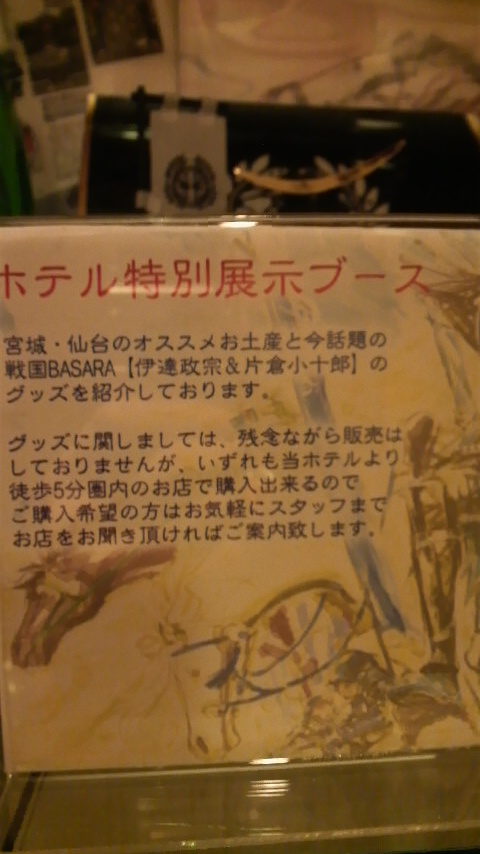 ホテル特別展示ブース
宮城・仙台のオススメお土産と今話題の
戦国BASARA【伊達政宗＆片倉小十郎】の
グッズを紹介しております。
グッズに関しましては、残念ながら販売は
しておりませんが、いずれも当ホテルより
徒歩5分圏内のお店で購入出来るので
ご購入希望の方はお気軽にスタッフまで
お店をお聞き頂ければご案内致します。